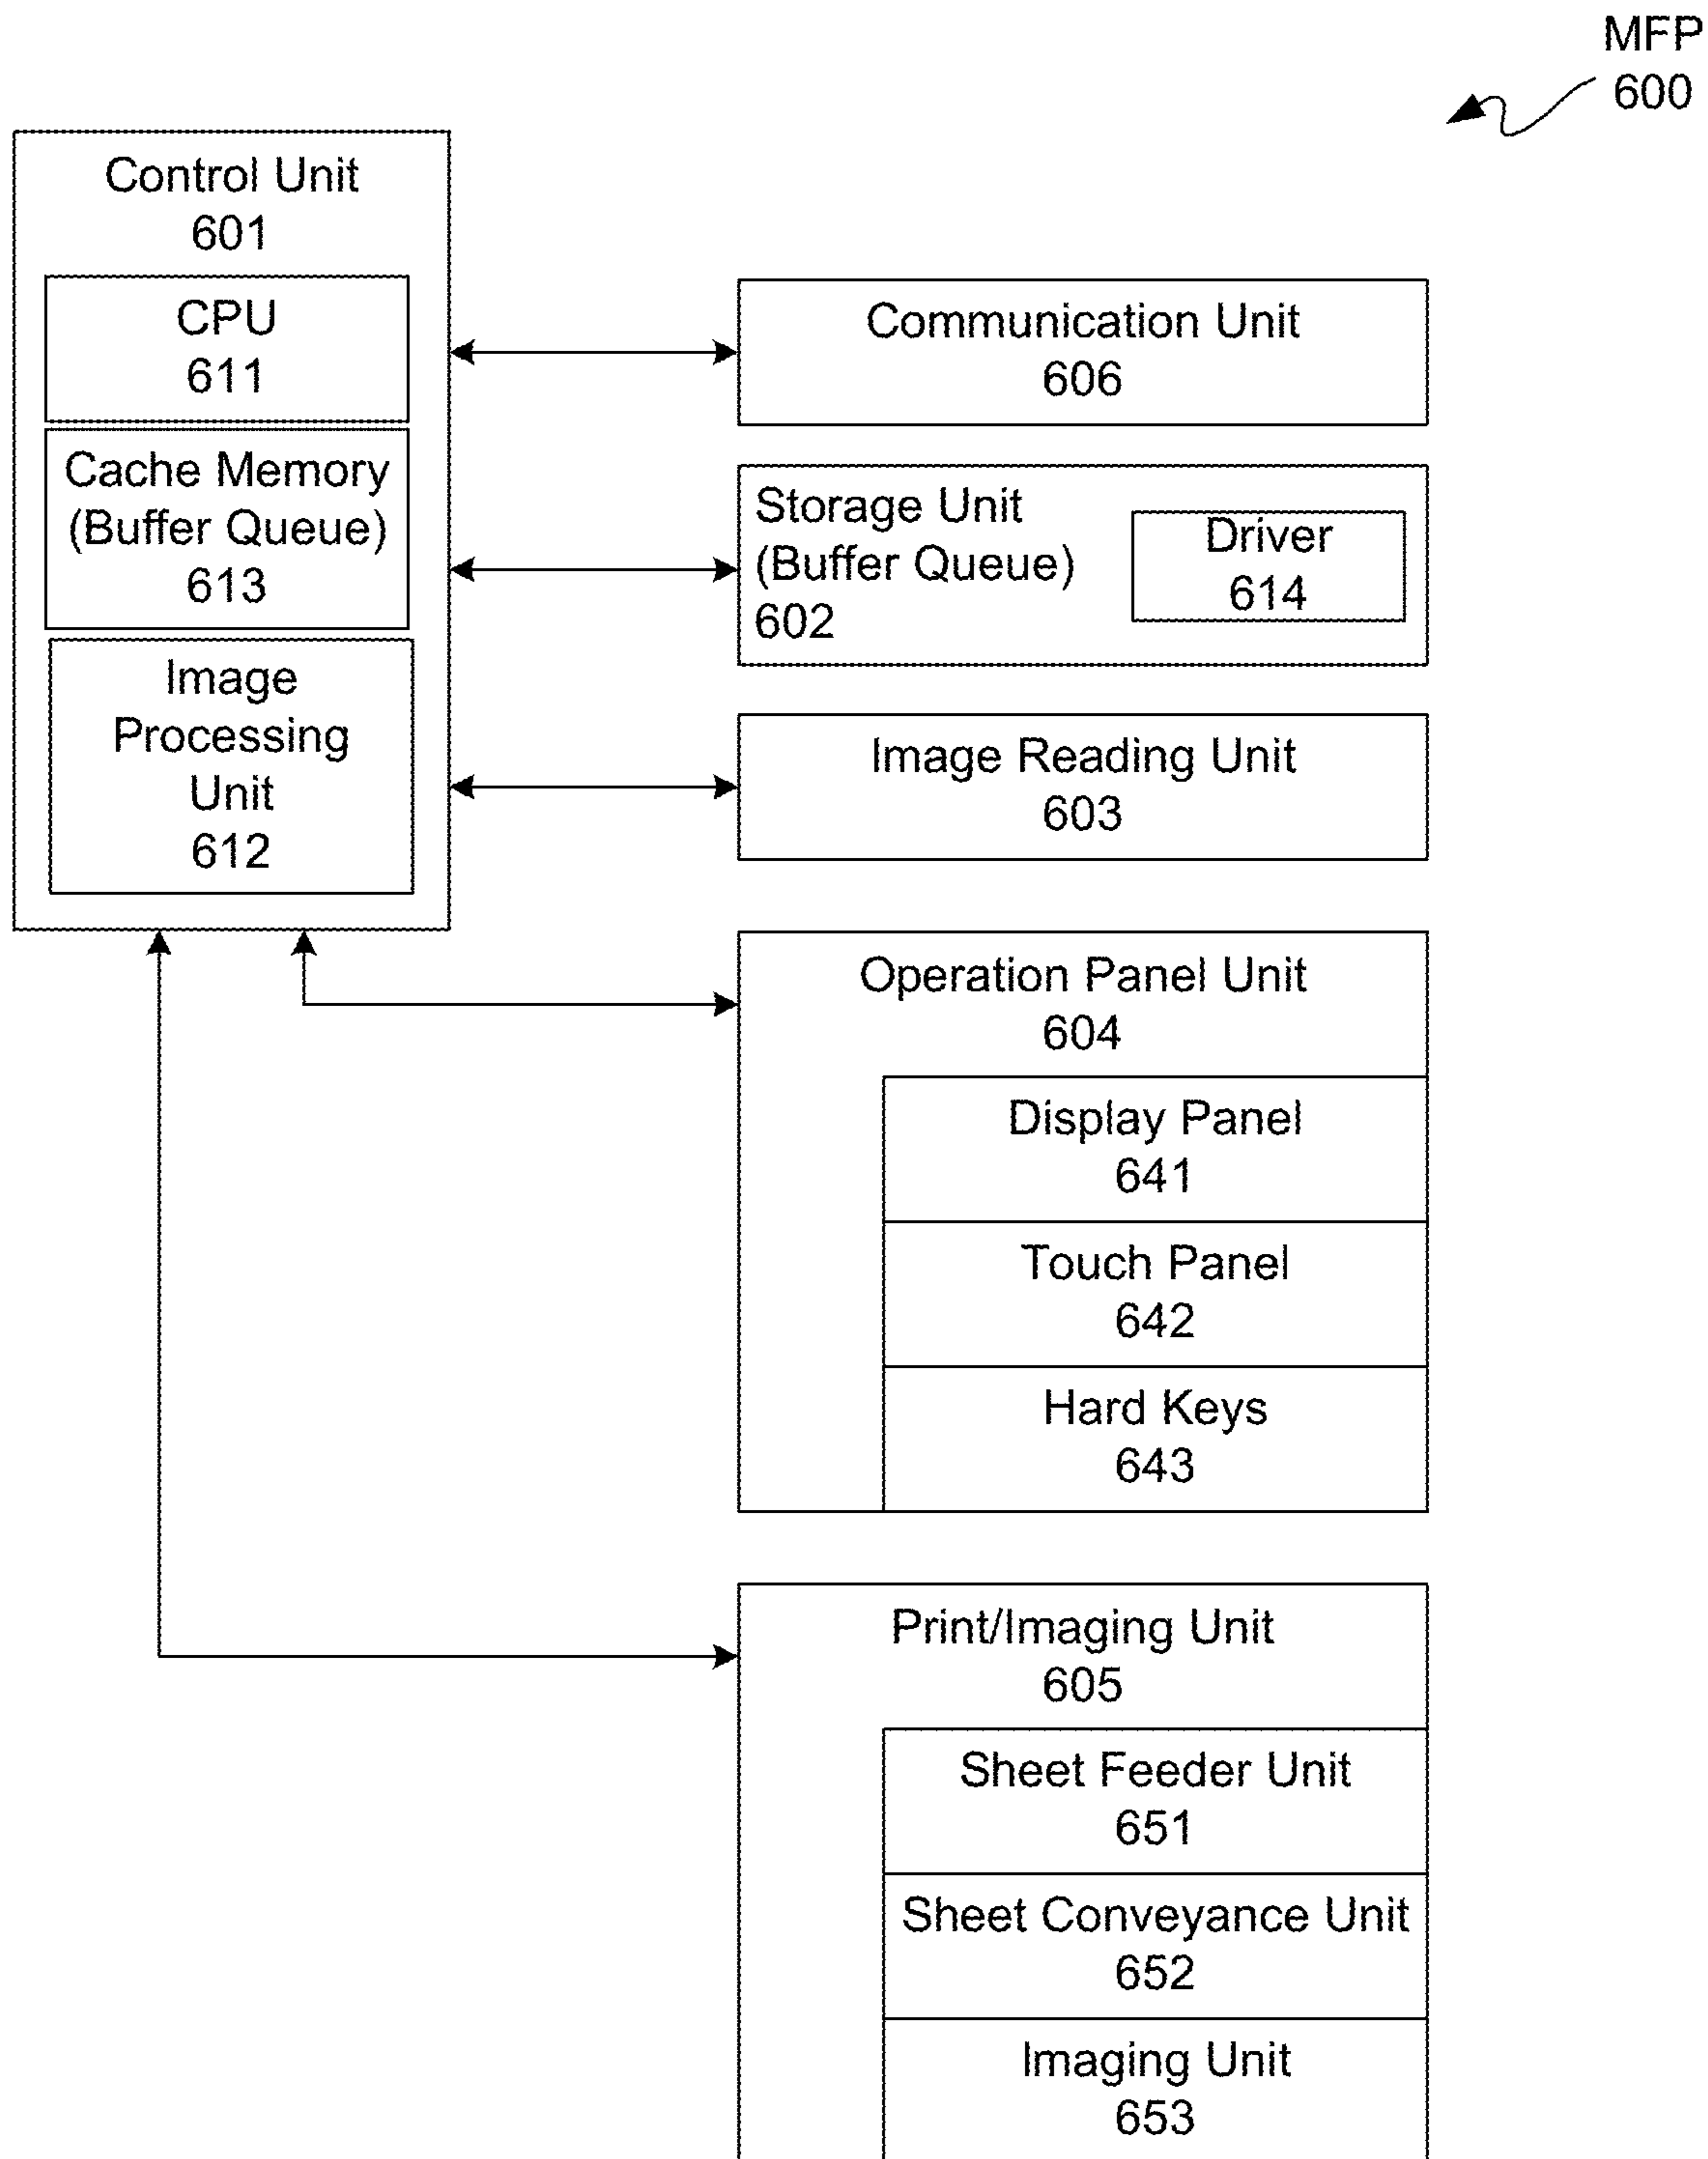 MFP
600
Control Unit
601
CPU
611
Cache Memory
(Buffer Queue)
613
Image
Processing
Unit
612
Communication Unit
606
Storage Unit
(Buffer Queue)
602
Driver
614
Image Reading Unit
603
Operation Panel Unit
604
Display Panel
641
Touch Panel
642
Hard Keys
643
Print/Imaging Unit
605
Sheet Feeder Unit
651
Sheet Conveyance Unit
652
Imaging Unit
653